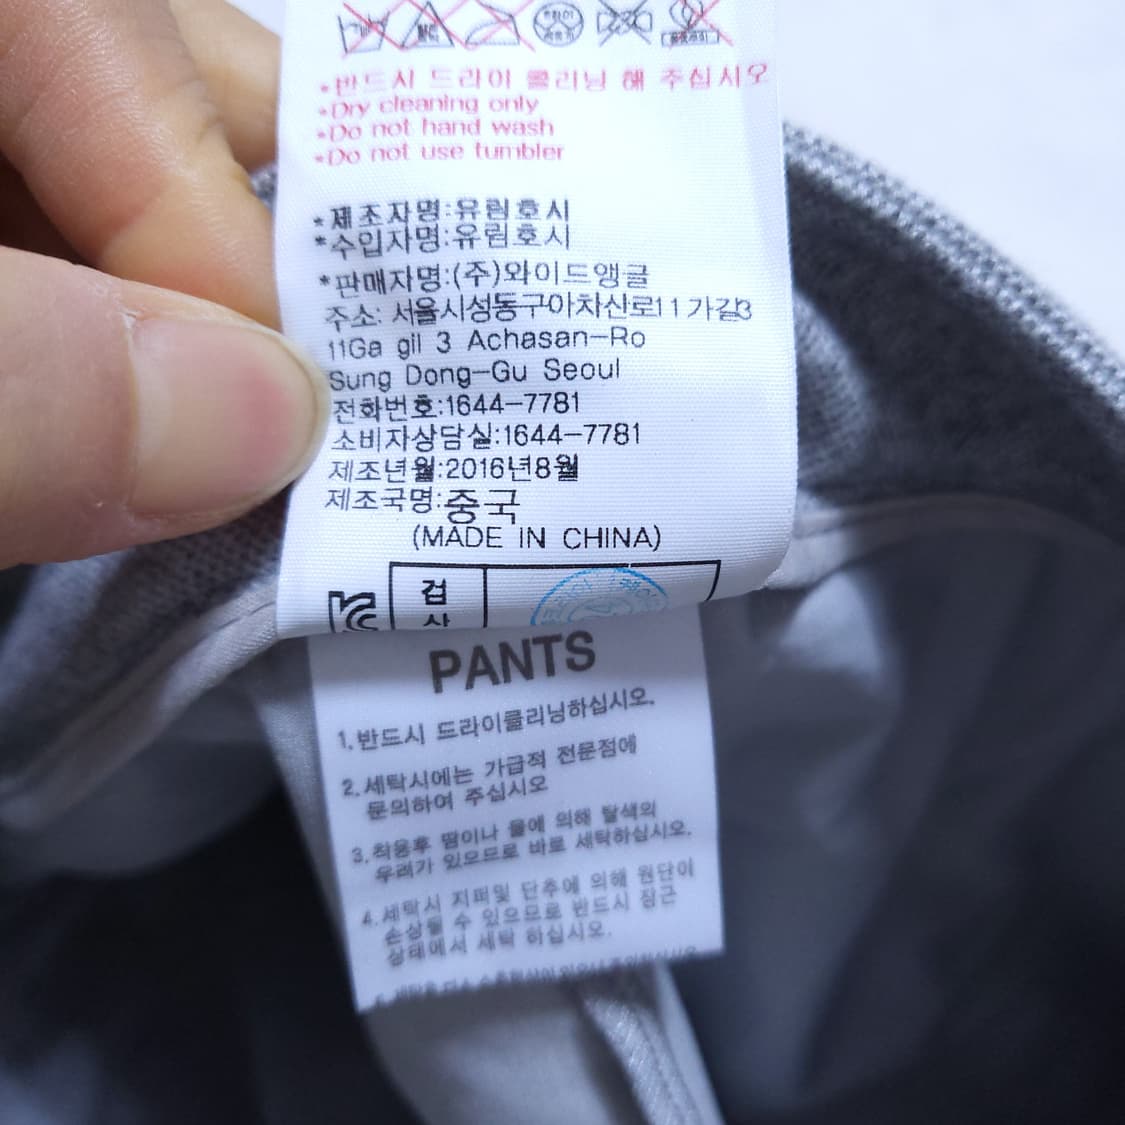 드라이
*반드시 드라이 클리닝 해 주십시오
*Dry cleaning only
*Do not hand wash
*Do not use tumbler
*제조자명:유림호시
*수입자명:유림호시
*판매자명:(주)와이드앵글
주소: 서울시성동구아차산로11가길3
11Ga gil 3 Achasan-Ro
Sung Dong-Gu Seoul
전화번호:1644-7781
소비자상담실:1644-7781
제조년월:2016년8월
제조국명:중국
(MADE IN CHINA)
검
사
PANTS
1.반드시 드라이클리닝하십시오.
2.세탁시에는 가급적 전문점에
문의하여 주십시오
3.착용후 땀이나 물에 의해 탈색의
우려가 있으므로 바로 세탁하십시오.
4.세탁시 지퍼및 단추에 의해 원단이
손상될 수 있으므로 반드시 잠근
상태에서 세탁 하십시오.